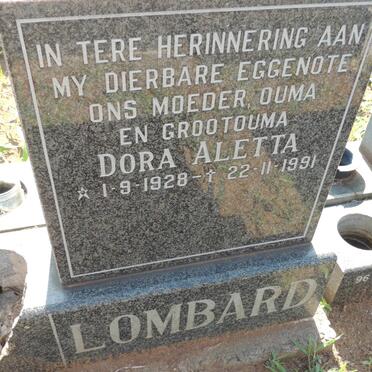 IN TERE HERINNERING AAN
MY DIERBARE EGGENOTE
ONS MOEDER, OUMA
EN GROOTOUMA
DORA ALETTA
☆ 1-9-1928 - † 22-11-1991
LOMBARD